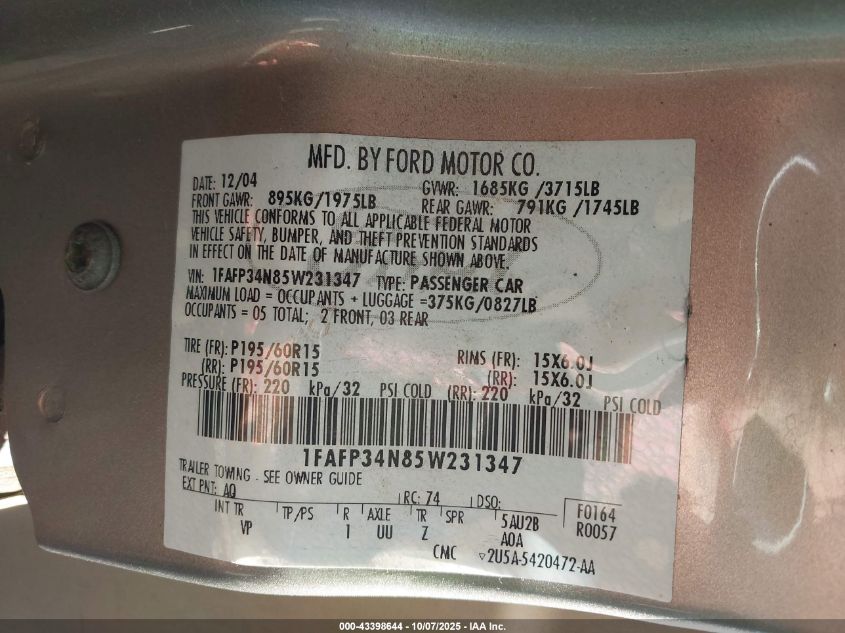 MFD. BY FORD MOTOR CO.
DATE: 12/04 GVWR: 1685KG /3715LB
FRONT GAWR: 895KG/1975LB REAR GAWR: 791KG /1745LB
THIS VEHICLE CONFORMS TO ALL APPLICABLE FEDERAL MOTOR
VEHICLE SAFETY, BUMPER, AND THEFT PREVENTION STANDARDS
IN EFFECT ON THE DATE OF MANUFACTURE SHOWN ABOVE.
VIN: 1FAFP34N85W231347 TYPE: PASSENGER CAR
MAXIMUM LOAD = OCCUPANTS + LUGGAGE =375KG/0827LB
OCCUPANTS = 05 TOTAL; 2 FRONT, 03 REAR
TIRE (FR): P195/60R15 RINS (FR): 15X6.0J
(RR): P195/60R15 (RR): 15X6.0J
PRESSURE (FR): 220 kPa/32 PSI COLD (RR): 220 kPa/32 PSI COLD
1FAFP34N85W231347
TRAILER TOWING - SEE OWNER GUIDE
EXT PNT: AQ RC: 74 DSO:
INT TR TP/PS R AXLE TR SPR 5AU2B F0164
VP 1 UU Z A0A R0057
CMC 2U5A-5420472-AA
000-43398644 - 10/07/2025 - IAA Inc.